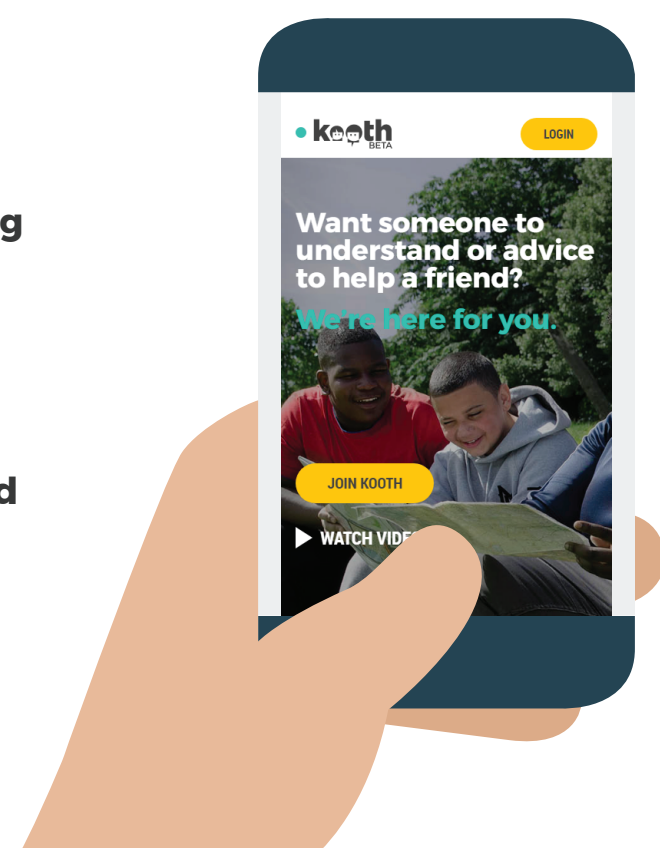 kooth
BETA
LOGIN
g
Want someone to
understand or advice
to help a friend?
We're here for you.
JOIN KOOTH
d
WATCH